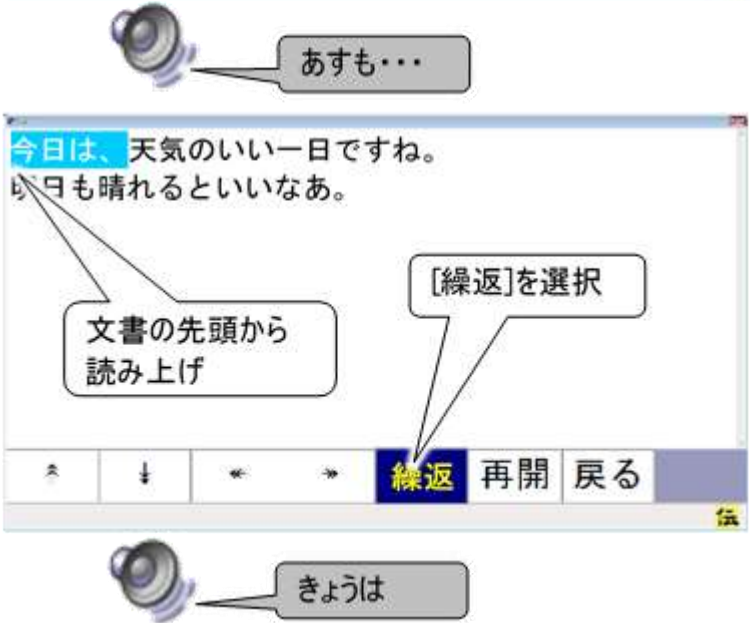 あすも・・・
今日は、天気のいい一日ですね。
明日も晴れるといいなあ。
[繰返]を選択
文書の先頭から
読み上げ
繰返 再開 戻る
伝
きょうは